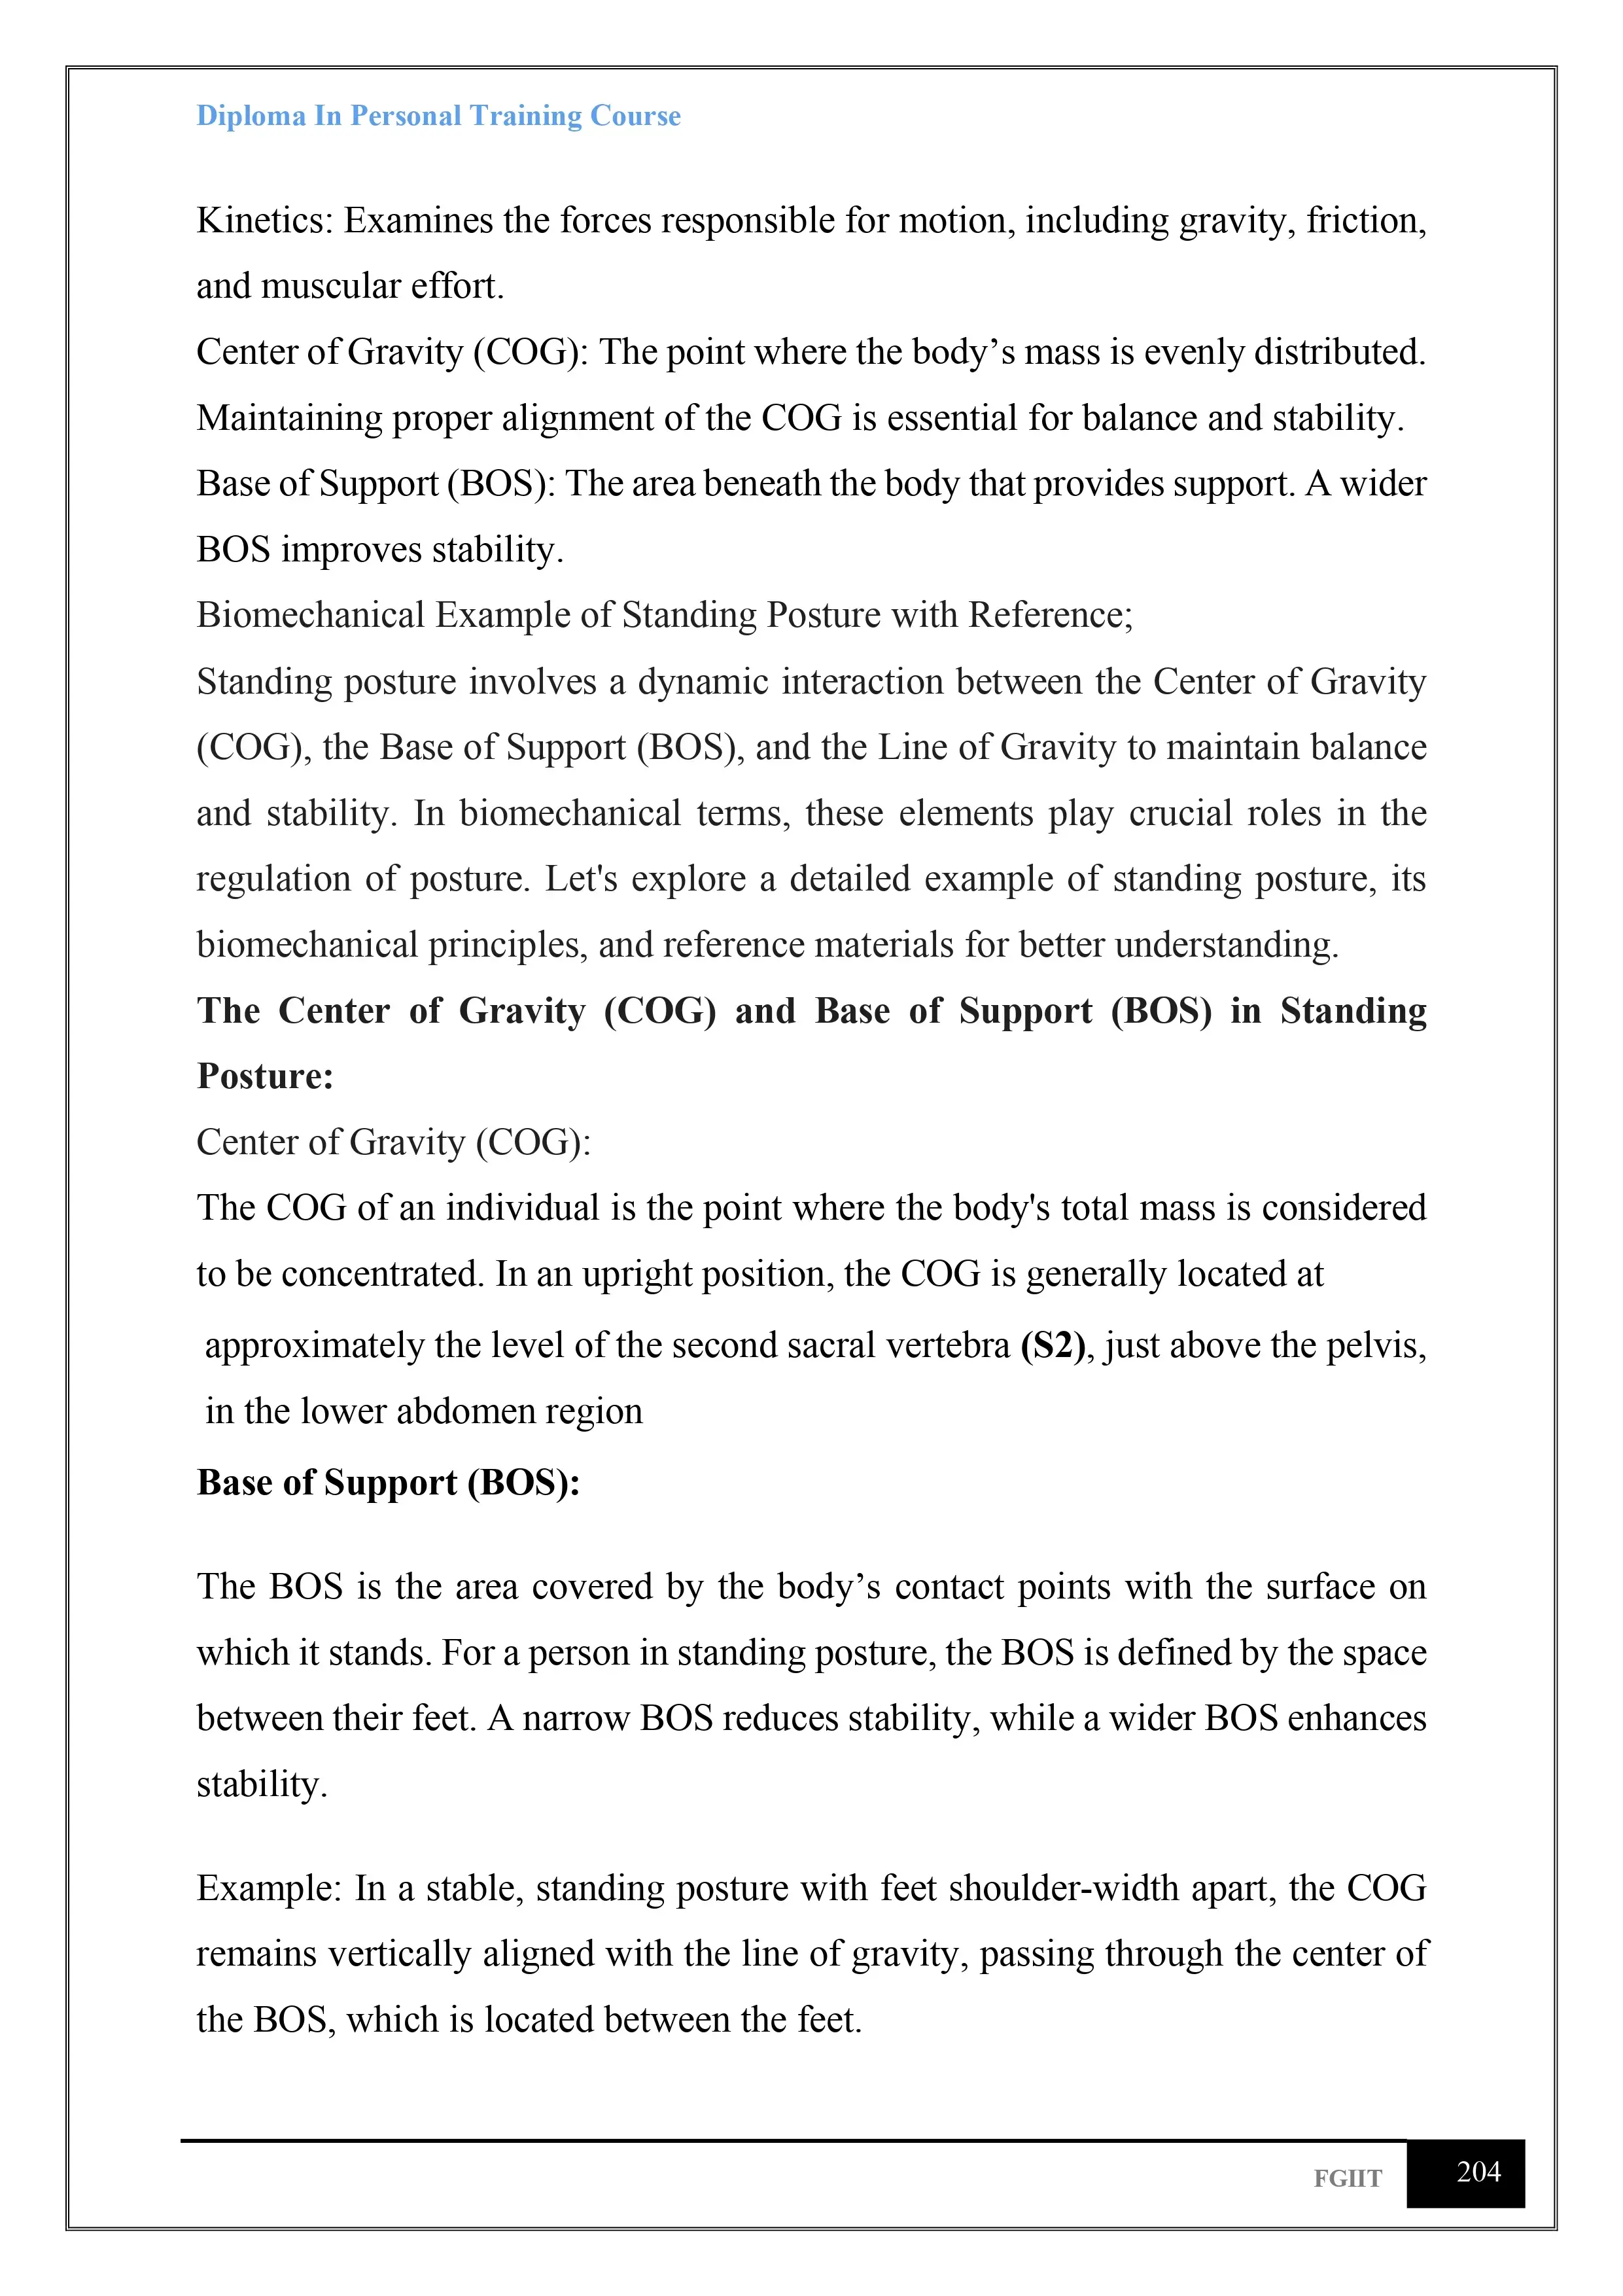 Diploma In Personal Training Course
Kinetics: Examines the forces responsible for motion, including gravity, friction,
and muscular effort.
Center of Gravity (COG): The point where the body’s mass is evenly distributed.
Maintaining proper alignment of the COG is essential for balance and stability.
Base of Support (BOS): The area beneath the body that provides support. A wider
BOS improves stability.
Biomechanical Example of Standing Posture with Reference;
Standing posture involves a dynamic interaction between the Center of Gravity
(COG), the Base of Support (BOS), and the Line of Gravity to maintain balance
and stability. In biomechanical terms, these elements play crucial roles in the
regulation of posture. Let's explore a detailed example of standing posture, its
biomechanical principles, and reference materials for better understanding.
The Center of Gravity (COG) and Base of Support (BOS) in Standing
Posture:
Center of Gravity (COG):
The COG of an individual is the point where the body's total mass is considered
to be concentrated. In an upright position, the COG is generally located at
approximately the level of the second sacral vertebra (S2), just above the pelvis,
in the lower abdomen region
Base of Support (BOS):
The BOS is the area covered by the body’s contact points with the surface on
which it stands. For a person in standing posture, the BOS is defined by the space
between their feet. A narrow BOS reduces stability, while a wider BOS enhances
stability.
Example: In a stable, standing posture with feet shoulder-width apart, the COG
remains vertically aligned with the line of gravity, passing through the center of
the BOS, which is located between the feet.
FGIIT 204